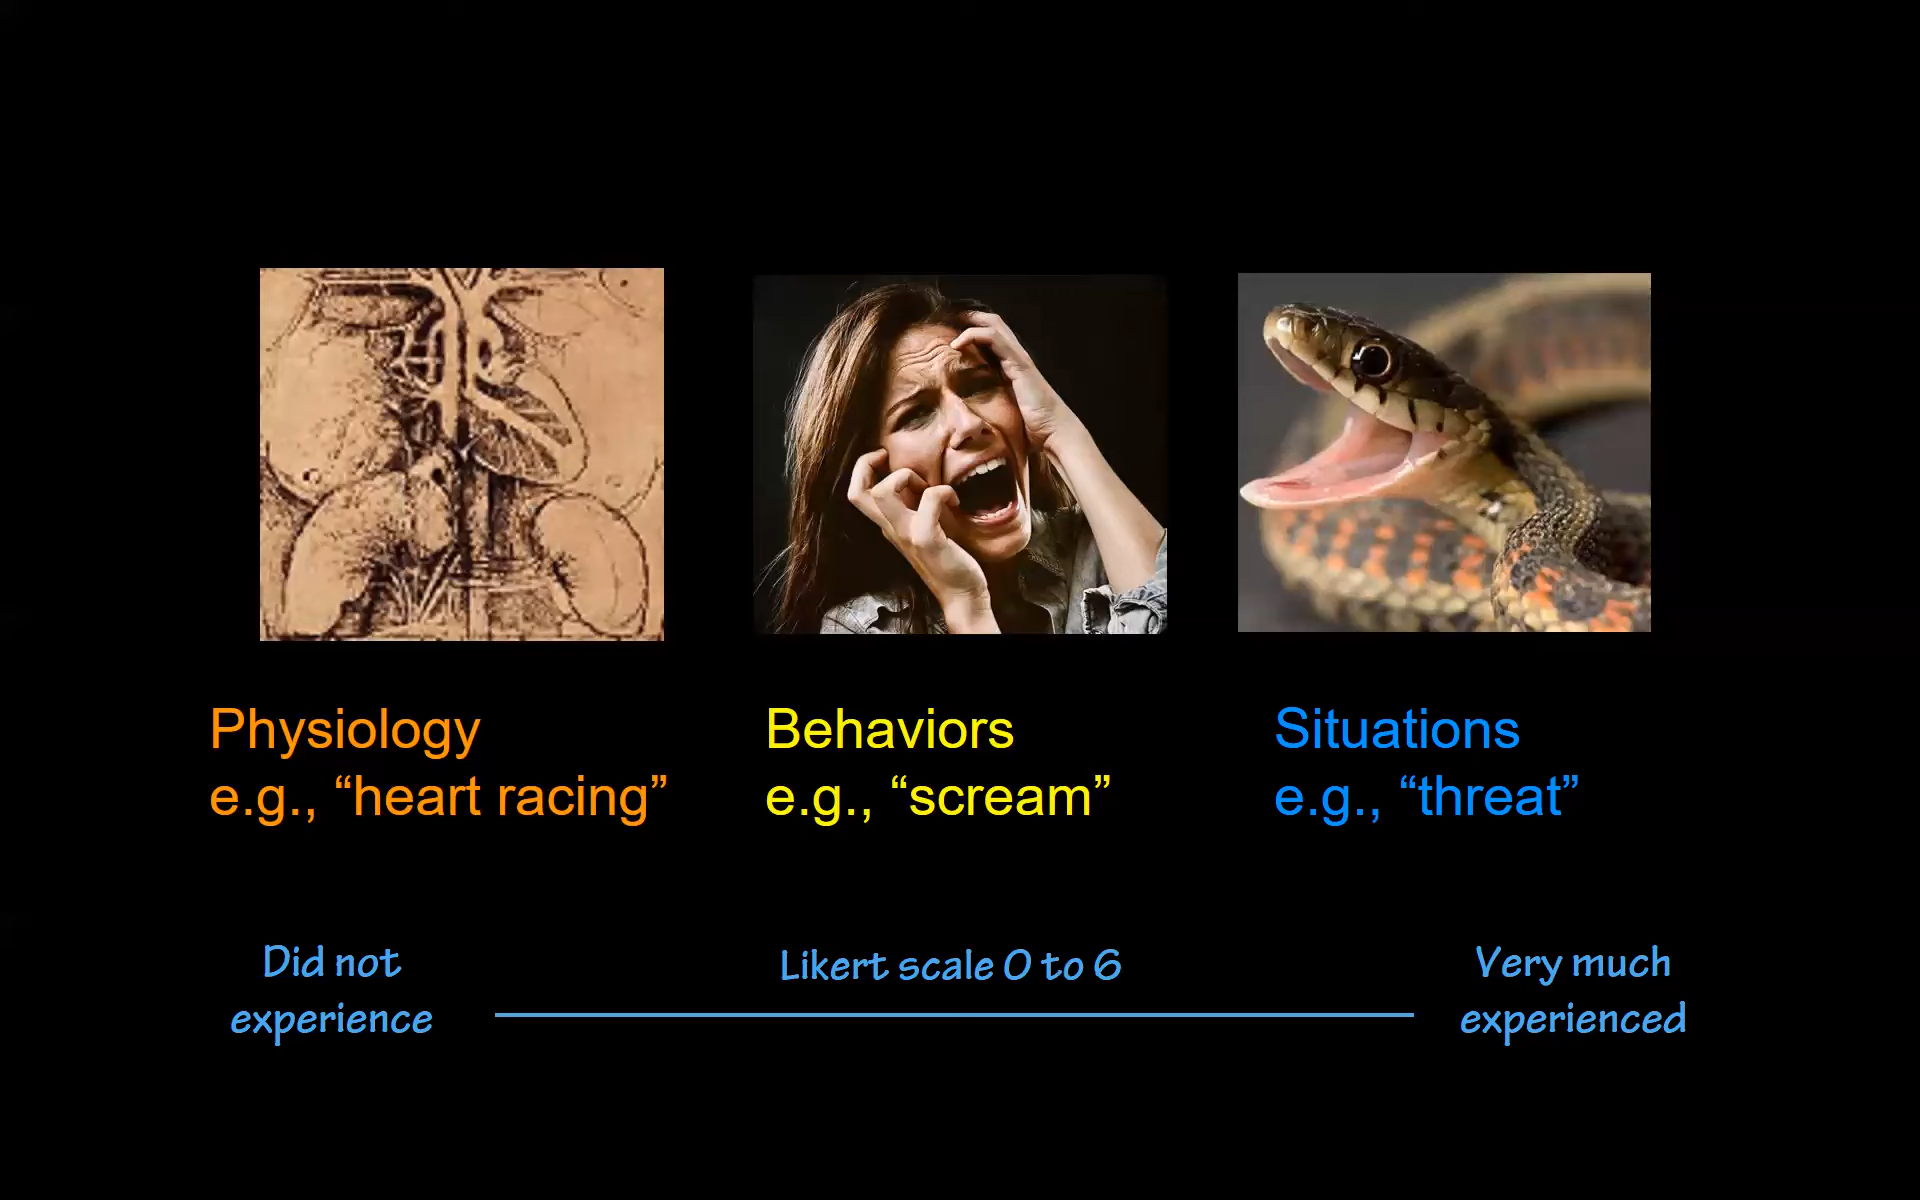 Physiology
e.g., “heart racing”
Behaviors
e.g., “scream”
Situations
e.g., “threat”
Did not
experience
Likert scale 0 to 6
Very much
experienced